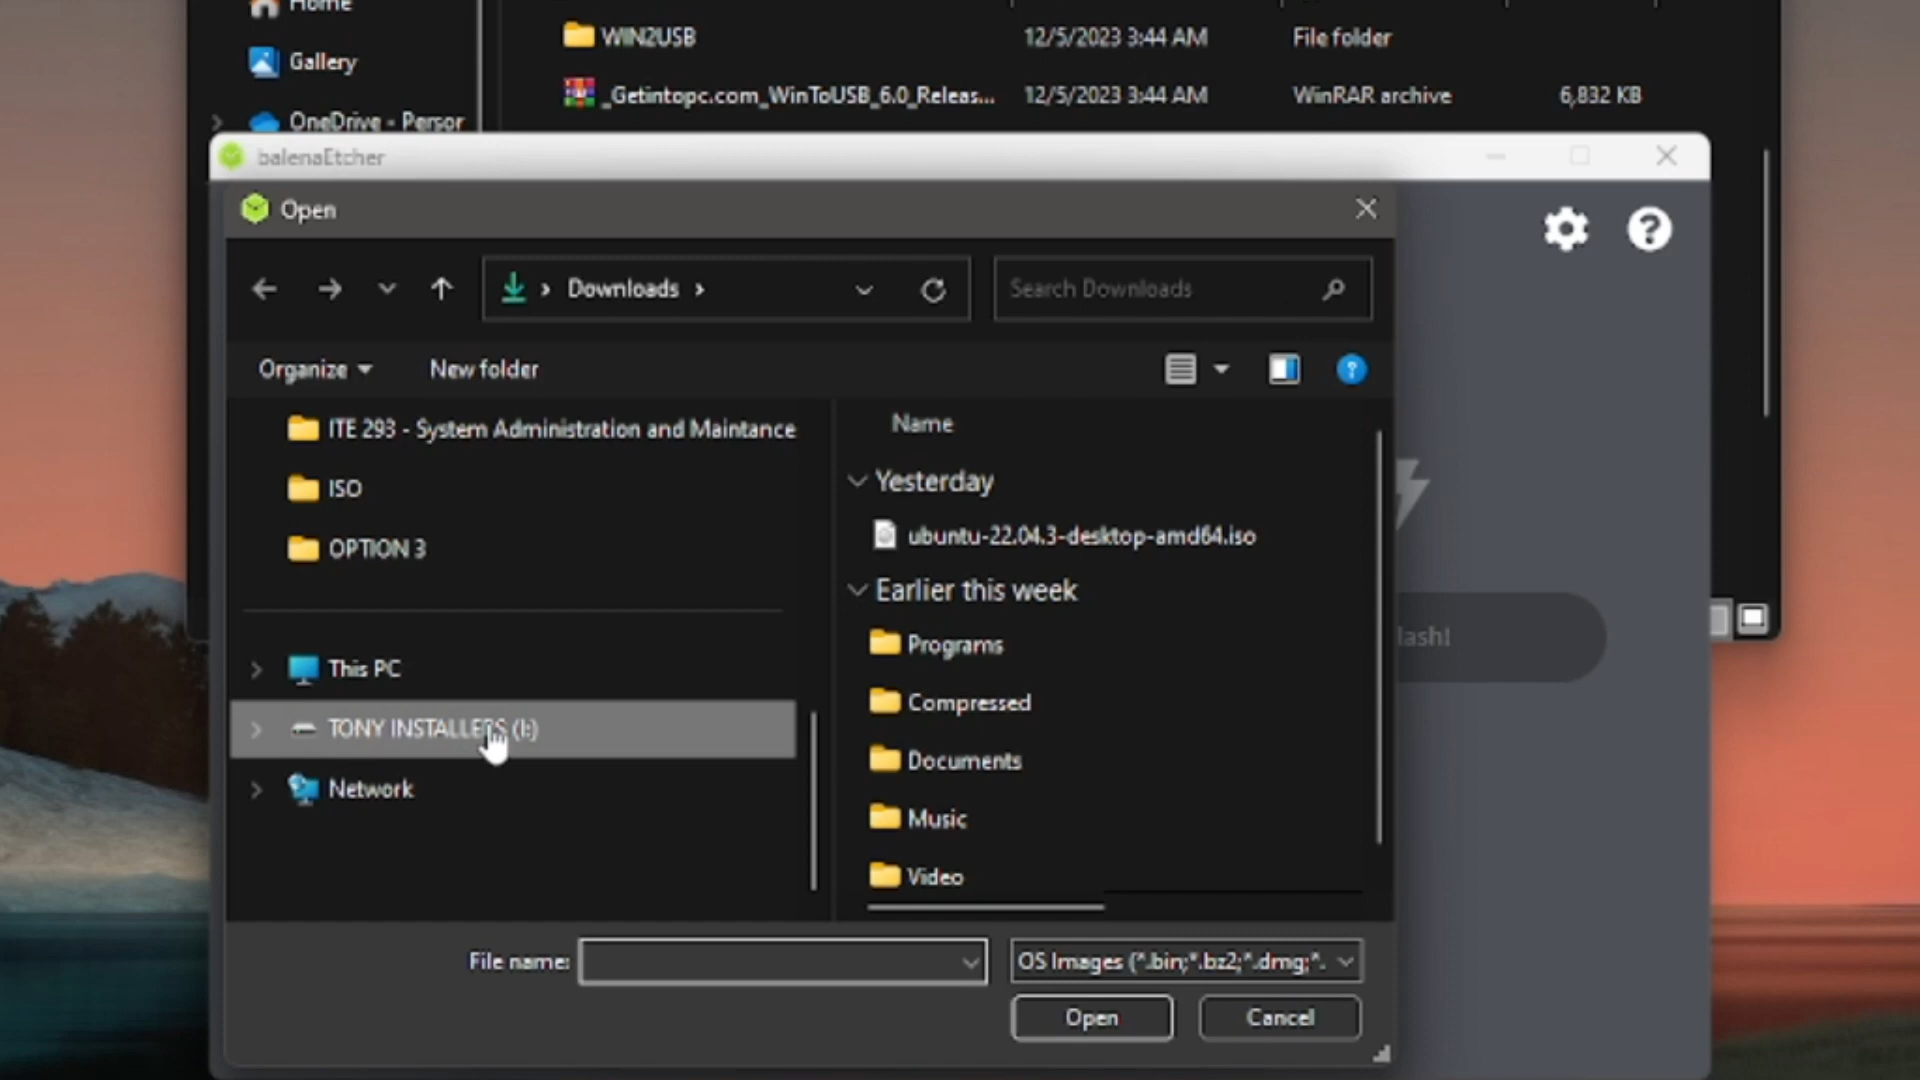 Home
WIN2USB 12/5/2023 3:44 AM File folder
Gallery
_Getintopc.com_WinToUSB_6.0_Releas... 12/5/2023 3:44 AM WinRAR archive 6,832 KB
OneDrive - Persor
balenaEtcher
Open
Downloads
Search Downloads
Organize
New folder
ITE 293 - System Administration and Maintance
ISO
OPTION 3
This PC
TONY INSTALLERS (I:)
Network
Name
Yesterday
ubuntu-22.04.3-desktop-amd64.iso
Earlier this week
Programs
Compressed
Documents
Music
Video
lash!
File name:
OS Images (*.bin;*.bz2;*.dmg;*.
Open
Cancel